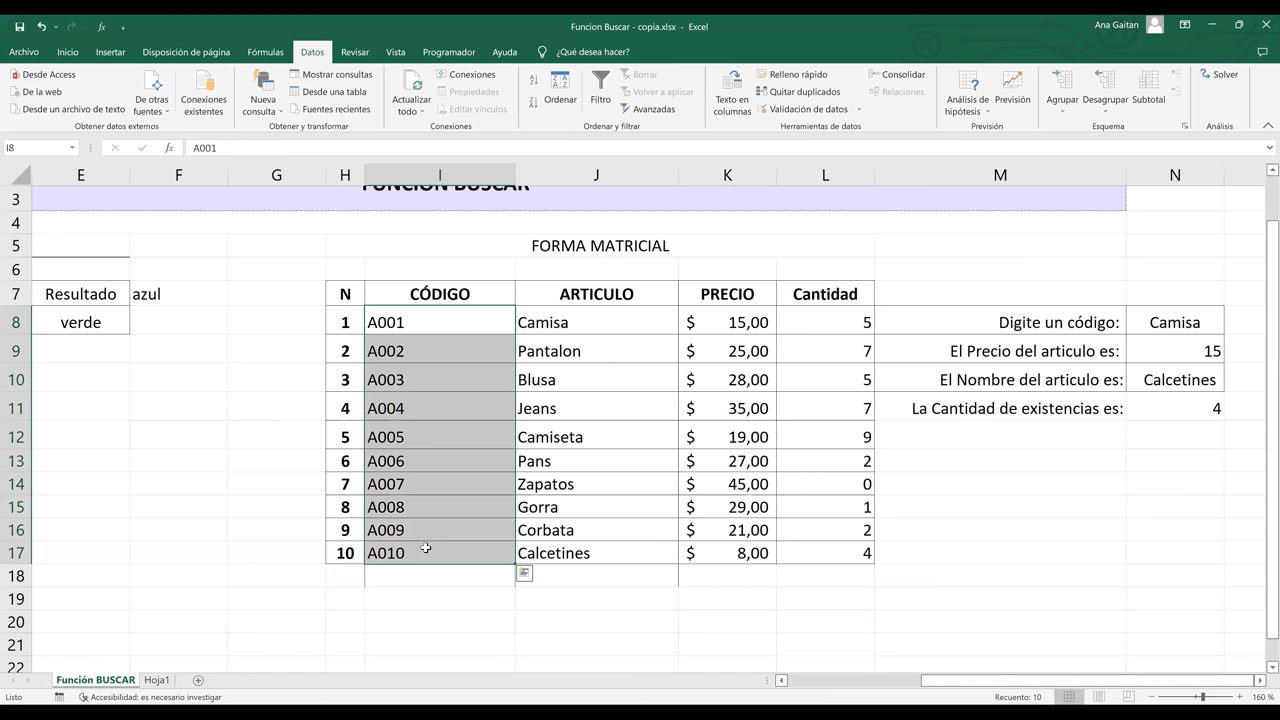 Funcion Buscar - copia.xlsx - Excel
Ana Gaitan
Archivo Inicio Insertar Disposición de página Fórmulas Datos Revisar Vista Programador Ayuda ¿Qué desea hacer?
Desde Access
De la web
Desde un archivo de texto
De otras fuentes
Conexiones existentes
Obtener datos externos
Nueva consulta
Mostrar consultas
Desde una tabla
Fuentes recientes
Obtener y transformar
Actualizar todo
Conexiones
Propiedades
Editar vínculos
Conexiones
Ordenar
Filtro
Borrar
Volver a aplicar
Avanzadas
Ordenar y filtrar
Texto en columnas
Relleno rápido
Quitar duplicados
Validación de datos
Consolidar
Relaciones
Herramientas de datos
Análisis de hipótesis
Previsión
Previsión
Agrupar
Desagrupar
Subtotal
Esquema
Solver
Análisis
I8 fx A001
E F G H I J K L M N
3 FUNCION BUSCAR
4
5 FORMA MATRICIAL
6
7 Resultado azul N CÓDIGO ARTICULO PRECIO Cantidad
8 verde 1 A001 Camisa $ 15,00 5 Digite un código: Camisa
9 2 A002 Pantalon $ 25,00 7 El Precio del articulo es: 15
10 3 A003 Blusa $ 28,00 5 El Nombre del articulo es: Calcetines
11 4 A004 Jeans $ 35,00 7 La Cantidad de existencias es: 4
12 5 A005 Camiseta $ 19,00 9
13 6 A006 Pans $ 27,00 2
14 7 A007 Zapatos $ 45,00 0
15 8 A008 Gorra $ 29,00 1
16 9 A009 Corbata $ 21,00 2
17 10 A010 Calcetines $ 8,00 4
18
19
20
21
22
Función BUSCAR Hoja1
Listo Accesibilidad: es necesario investigar Recuento: 10 160 %